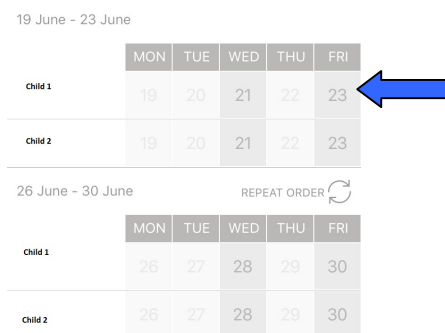 19 June - 23 June
MON TUE WED THU FRI
Child 1
19 20 21 22 23
Child 2
19 20 21 22 23
26 June - 30 June REPEAT ORDER
MON TUE WED THU FRI
Child 1
26 27 28 29 30
Child 2
26 27 28 29 30